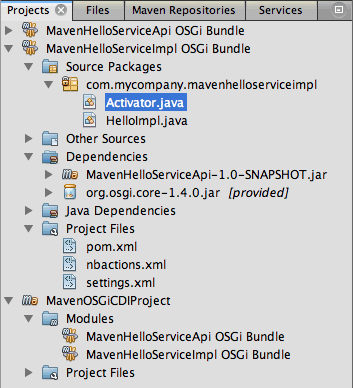 Projects Files Maven Repositories Services
MavenHelloServiceApi OSGi Bundle
MavenHelloServiceImpl OSGi Bundle
Source Packages
com.mycompany.mavenhelloserviceimpl
Activator.java
HelloImpl.java
Other Sources
Dependencies
MavenHelloServiceApi-1.0-SNAPSHOT.jar
org.osgi.core-1.4.0.jar [provided]
Java Dependencies
Project Files
pom.xml
nbactions.xml
settings.xml
MavenOSGiCDIProject
Modules
MavenHelloServiceApi OSGi Bundle
MavenHelloServiceImpl OSGi Bundle
Project Files